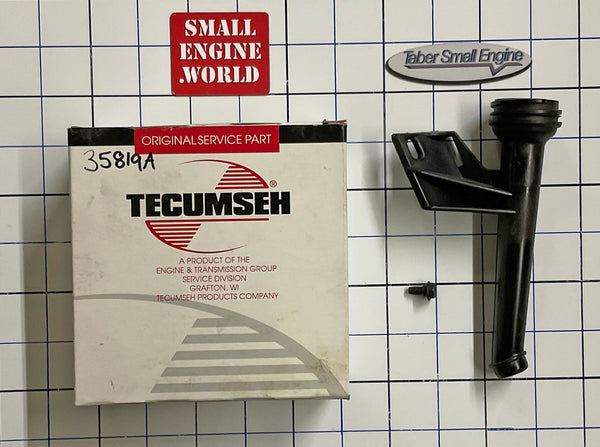 SMALL
ENGINE
.WORLD
Taber Small Engine
ORIGINAL SERVICE PART
35819A
TECUMSEH®
A PRODUCT OF THE
ENGINE & TRANSMISSION GROUP
SERVICE DIVISION
GRAFTON, WI
TECUMSEH PRODUCTS COMPANY